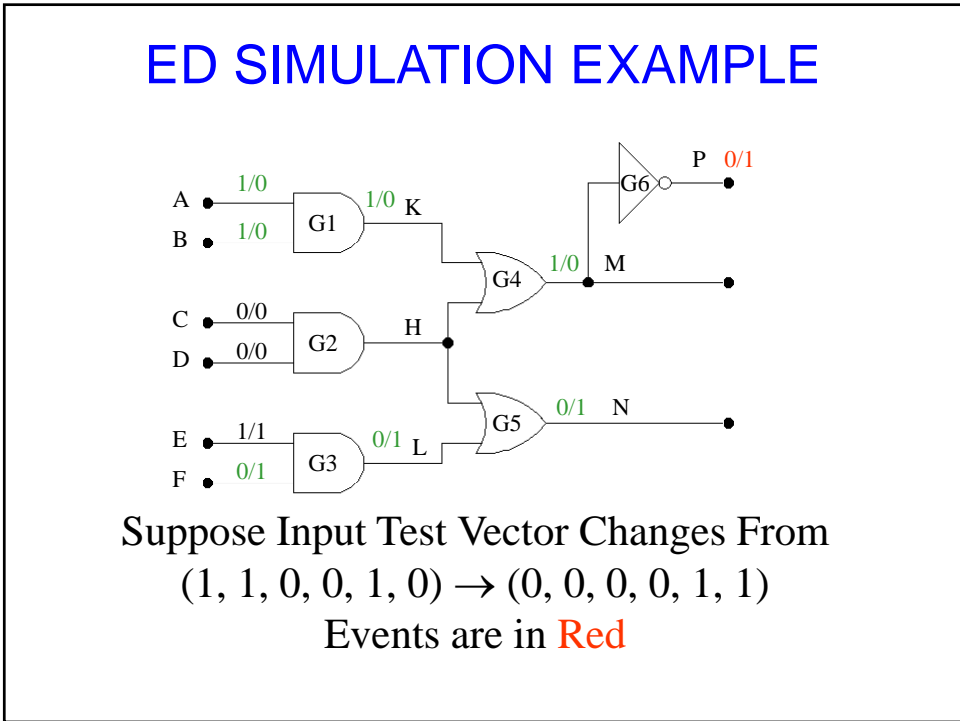 ED SIMULATION EXAMPLE
P 0/1
G6
1/0
A
1/0 K
G1
B 1/0
G4
1/0 M
C 0/0
G2
H
D 0/0
0/1 N
G5
E 1/1
0/1 L
G3
F 0/1
Suppose Input Test Vector Changes From
(1, 1, 0, 0, 1, 0) → (0, 0, 0, 0, 1, 1)
Events are in Red